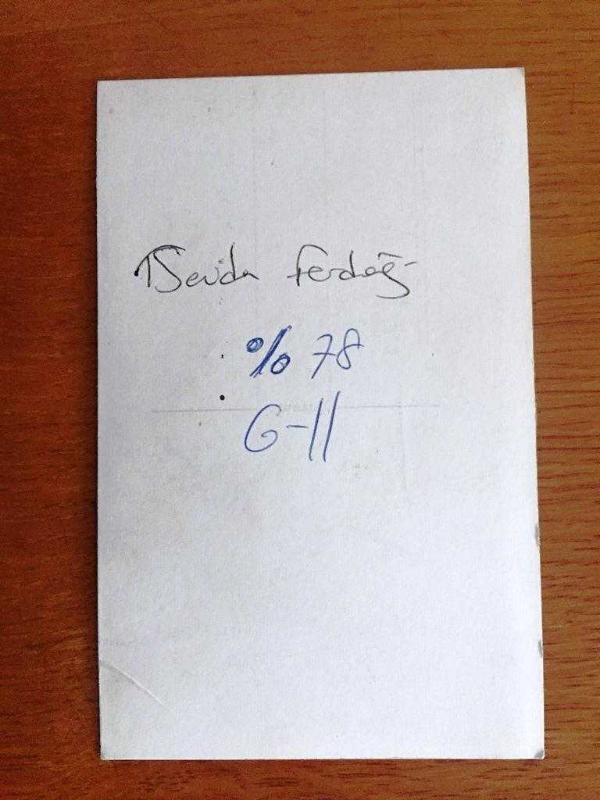 Sevda Ferdağ
% 78
G-11